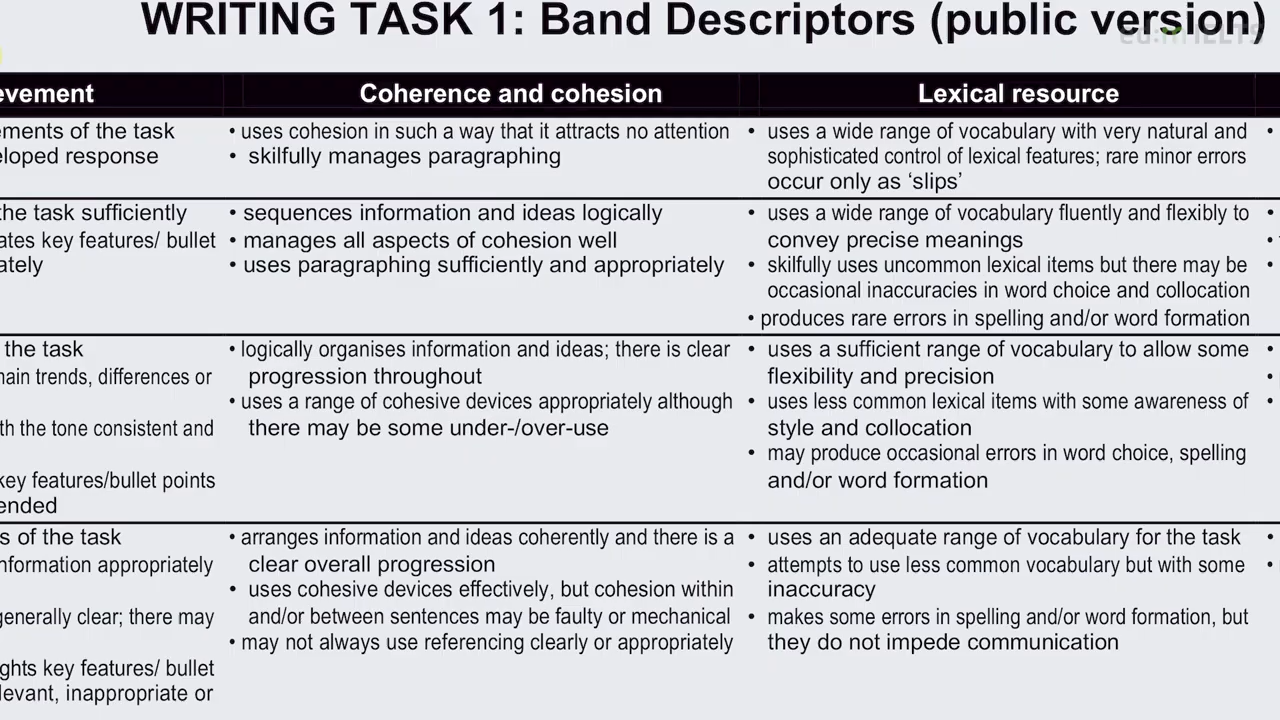 WRITING TASK 1: Band Descriptors (public version)
ed:m IELTS
evement
Coherence and cohesion
Lexical resource
ements of the task
eloped response
• uses cohesion in such a way that it attracts no attention
• skilfully manages paragraphing
• uses a wide range of vocabulary with very natural and
sophisticated control of lexical features; rare minor errors
occur only as ‘slips’
the task sufficiently
ates key features/ bullet
ately
• sequences information and ideas logically
• manages all aspects of cohesion well
• uses paragraphing sufficiently and appropriately
• uses a wide range of vocabulary fluently and flexibly to
convey precise meanings
• skilfully uses uncommon lexical items but there may be
occasional inaccuracies in word choice and collocation
• produces rare errors in spelling and/or word formation
the task
nain trends, differences or
th the tone consistent and
key features/bullet points
ended
• logically organises information and ideas; there is clear
progression throughout
• uses a range of cohesive devices appropriately although
there may be some under-/over-use
• uses a sufficient range of vocabulary to allow some
flexibility and precision
• uses less common lexical items with some awareness of
style and collocation
• may produce occasional errors in word choice, spelling
and/or word formation
s of the task
nformation appropriately
generally clear; there may
ghts key features/ bullet
levant, inappropriate or
• arranges information and ideas coherently and there is a
clear overall progression
• uses cohesive devices effectively, but cohesion within
and/or between sentences may be faulty or mechanical
• may not always use referencing clearly or appropriately
• uses an adequate range of vocabulary for the task
• attempts to use less common vocabulary but with some
inaccuracy
• makes some errors in spelling and/or word formation, but
they do not impede communication